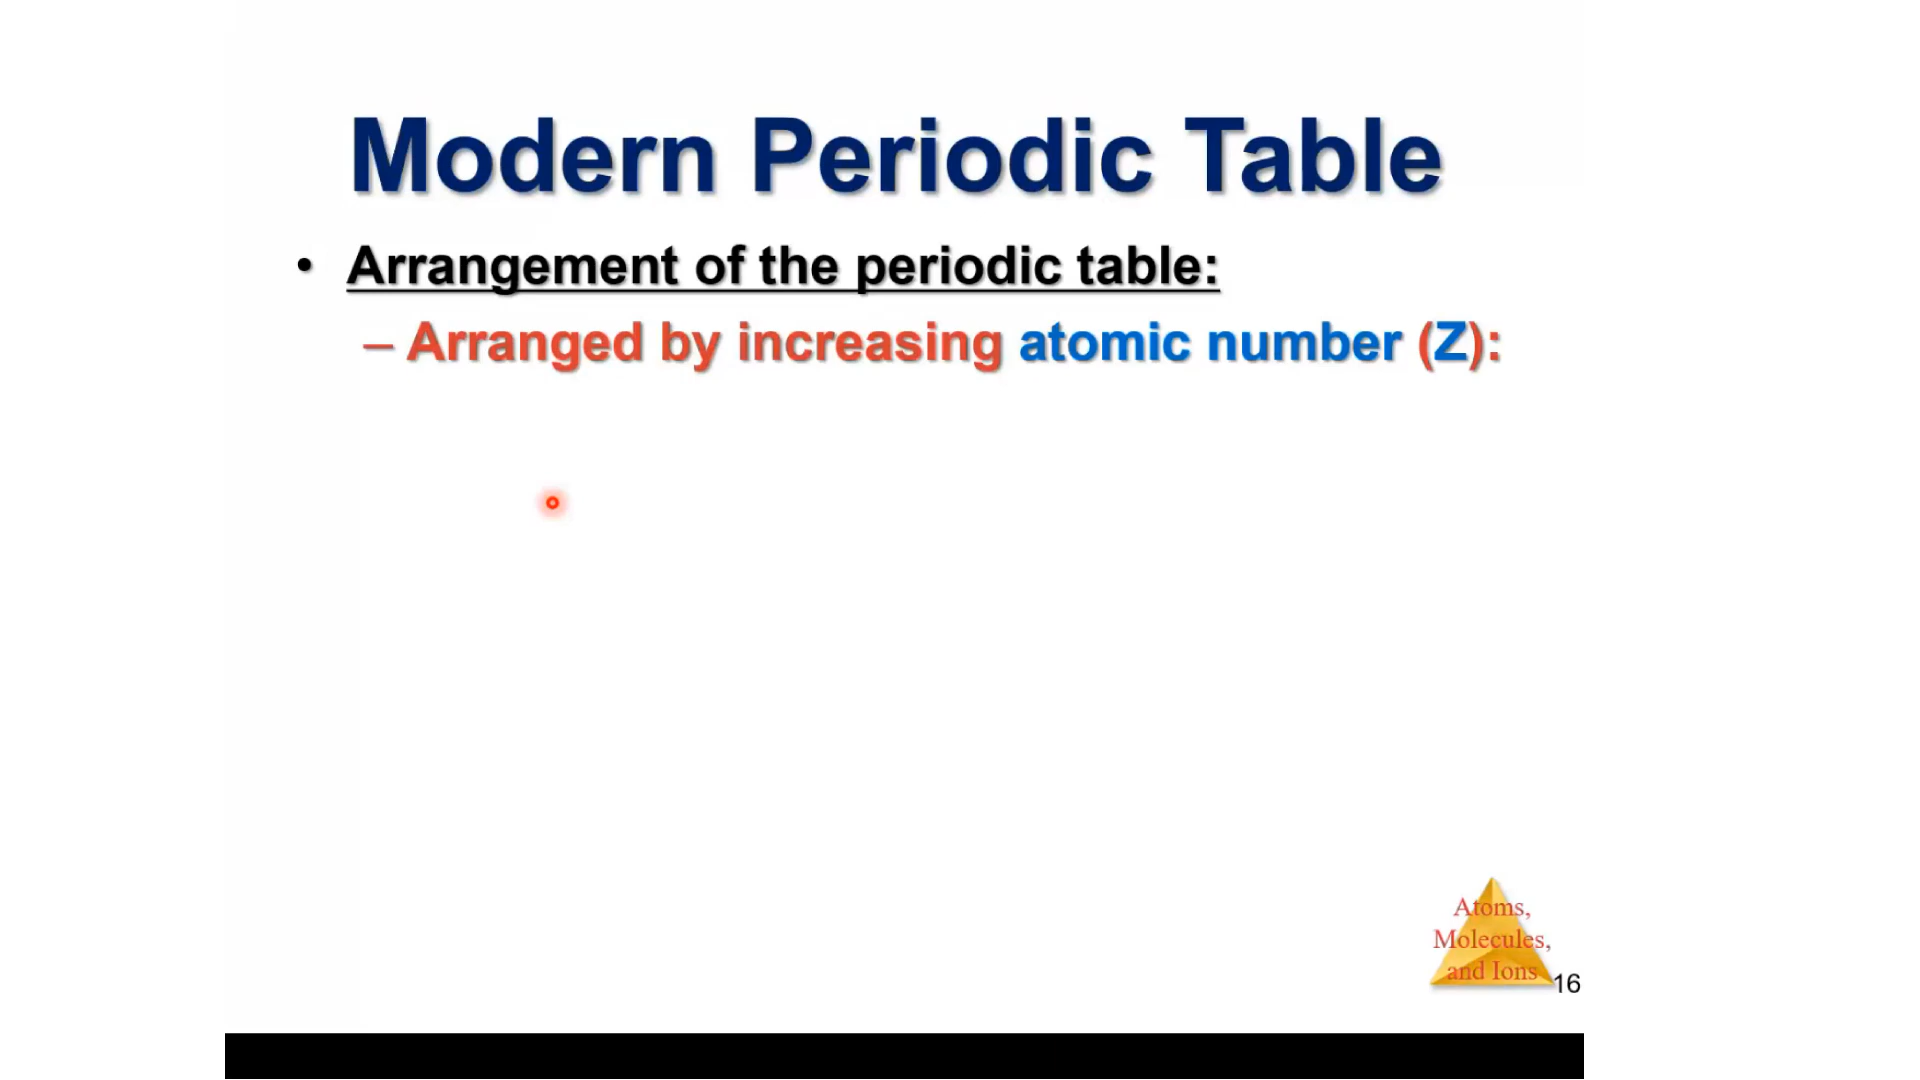 Modern Periodic Table
• Arrangement of the periodic table:
– Arranged by increasing atomic number (Z):
Atoms,
Molecules,
and Ions
16